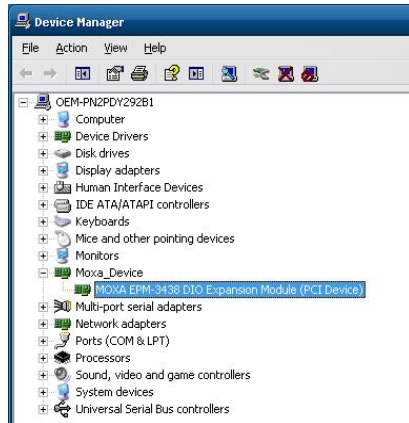 Device Manager
File Action View Help
OEM-PN2PDY292B1
Computer
Device Drivers
Disk drives
Display adapters
Human Interface Devices
IDE ATA/ATAPI controllers
Keyboards
Mice and other pointing devices
Monitors
Moxa_Device
MOXA EPM-3438 DIO Expansion Module (PCI Device)
Multi-port serial adapters
Network adapters
Ports (COM & LPT)
Processors
Sound, video and game controllers
System devices
Universal Serial Bus controllers